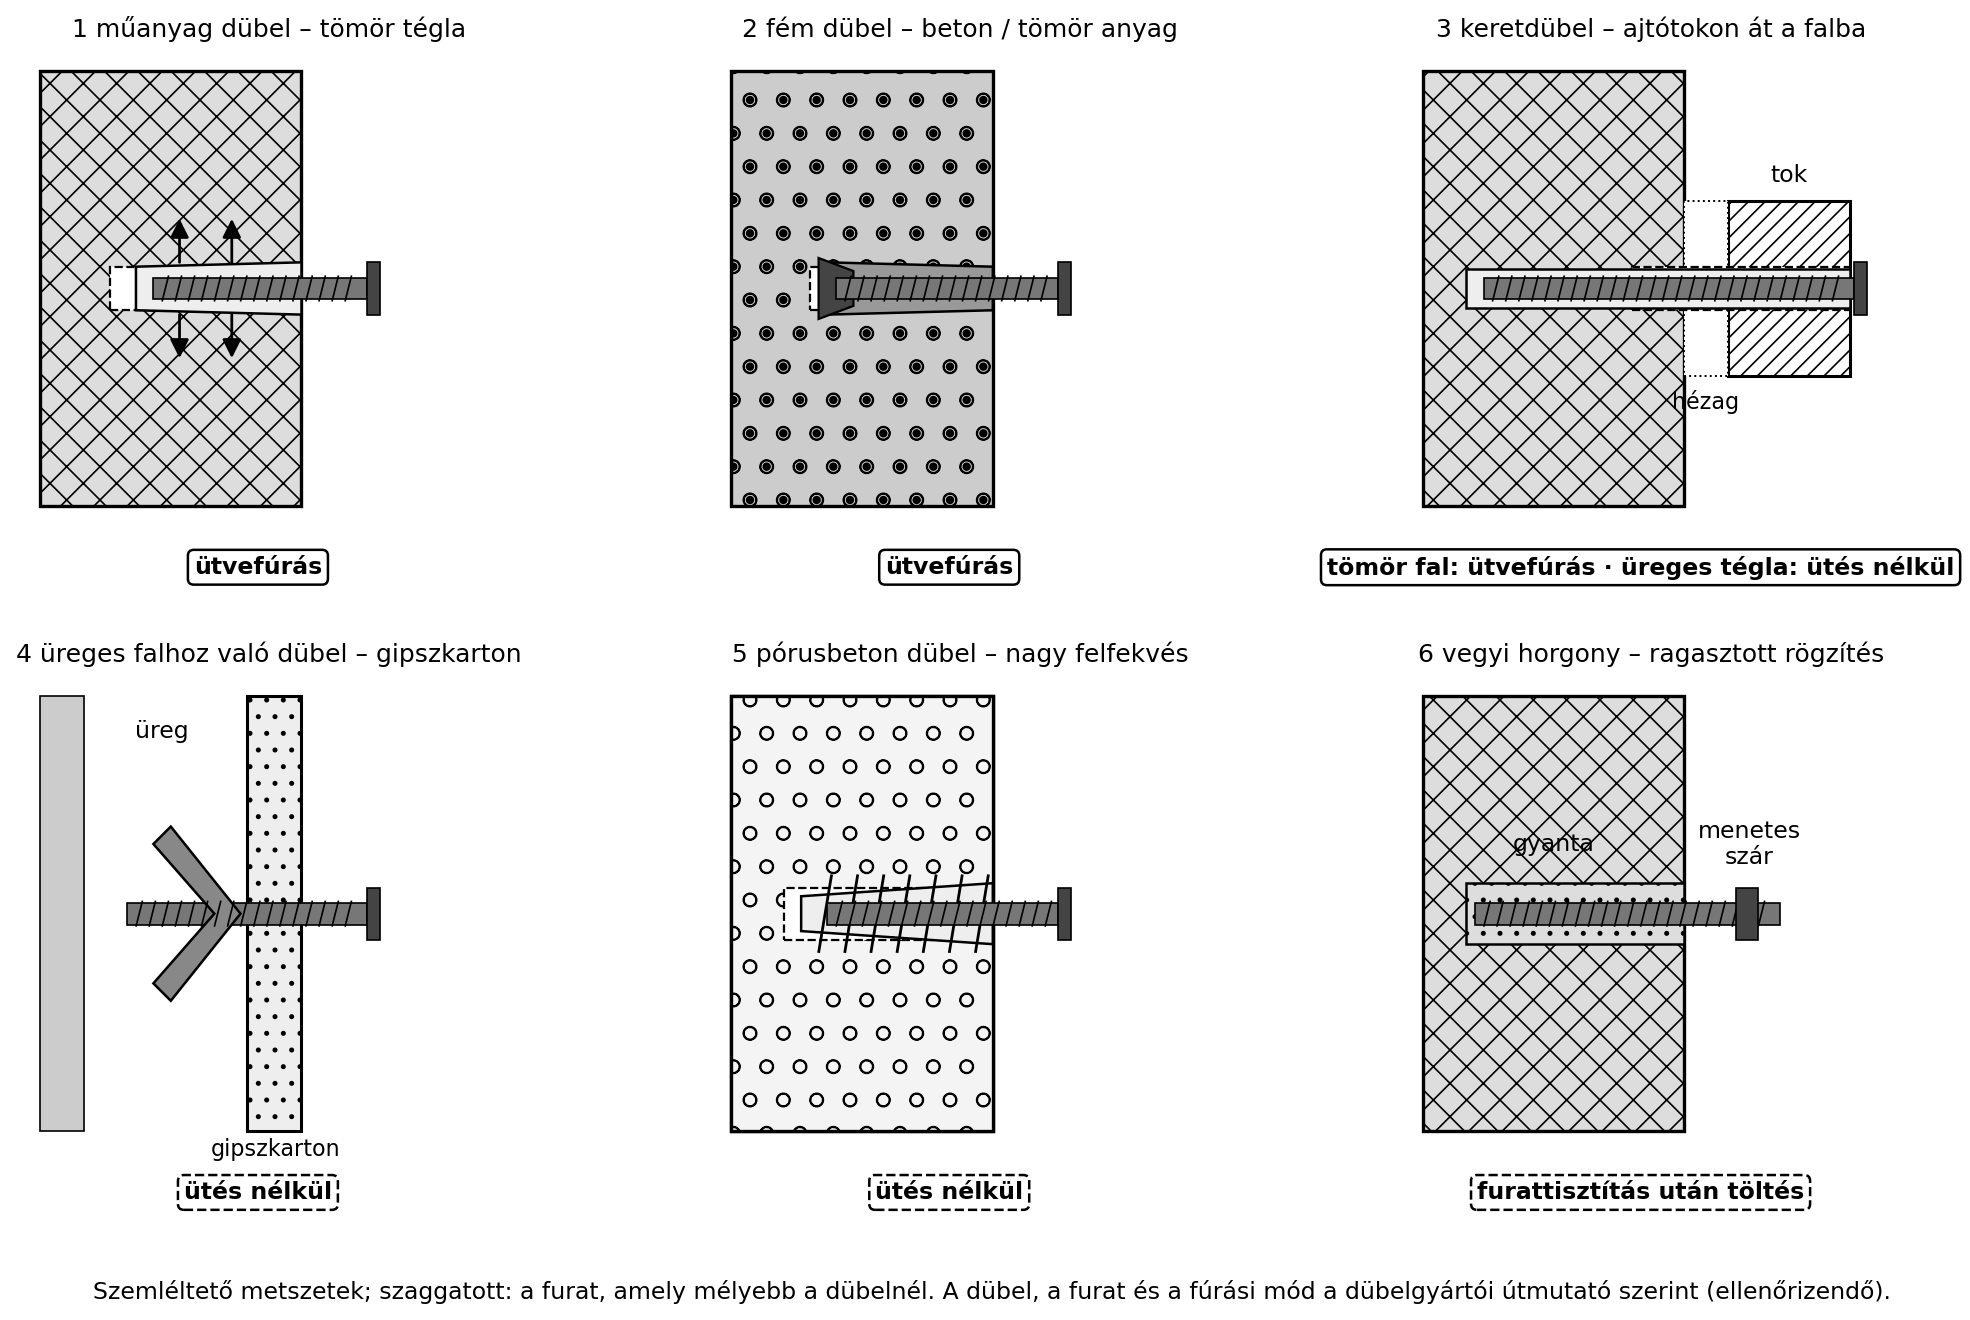 1 műanyag dübel – tömör tégla
2 fém dübel – beton / tömör anyag
3 keretdübel – ajtótokon át a falba
tok
hézag
ütvefúrás
ütvefúrás
tömör fal: ütvefúrás · üreges tégla: ütés nélkül
4 üreges falhoz való dübel – gipszkarton
5 pórusbeton dübel – nagy felfekvés
6 vegyi horgony – ragasztott rögzítés
üreg
gyanta
menetes
szár
gipszkarton
ütés nélkül
ütés nélkül
furattisztítás után töltés
Szemléltető metszetek; szaggatott: a furat, amely mélyebb a dübelnél. A dübel, a furat és a fúrási mód a dübelgyártói útmutató szerint (ellenőrizendő).